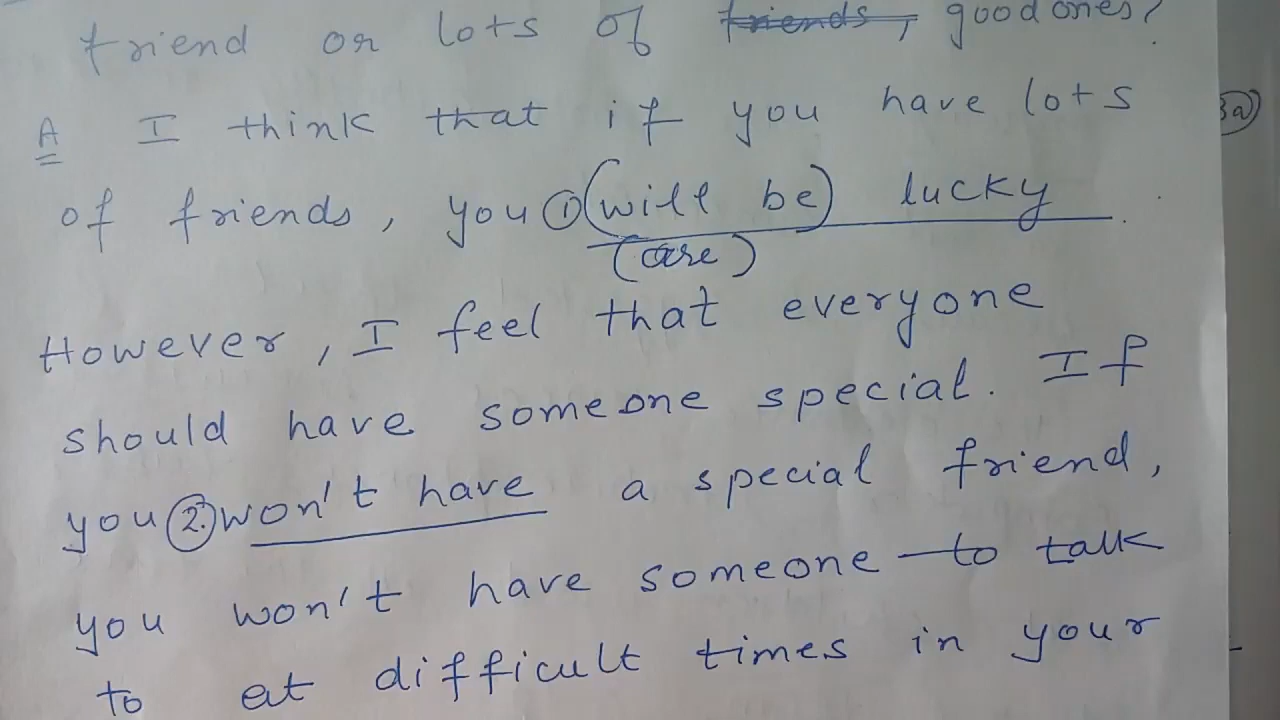 friend or lots of friends, good ones?
A I think that if you have lots
of friends, you ① (will be) lucky.
(are)
However, I feel that everyone
should have someone special. If
you ②. won't have a special friend,
you won't have someone to talk
to at difficult times in your
3a)